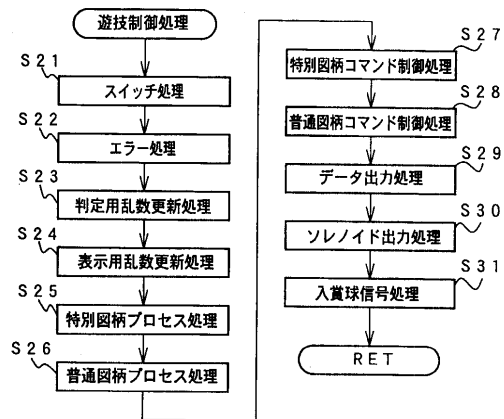 遊技制御処理
S21
スイッチ処理
S22
エラー処理
S23
判定用乱数更新処理
S24
表示用乱数更新処理
S25
特別図柄プロセス処理
S26
普通図柄プロセス処理
S27
特別図柄コマンド制御処理
S28
普通図柄コマンド制御処理
S29
データ出力処理
S30
ソレノイド出力処理
S31
入賞球信号処理
RET